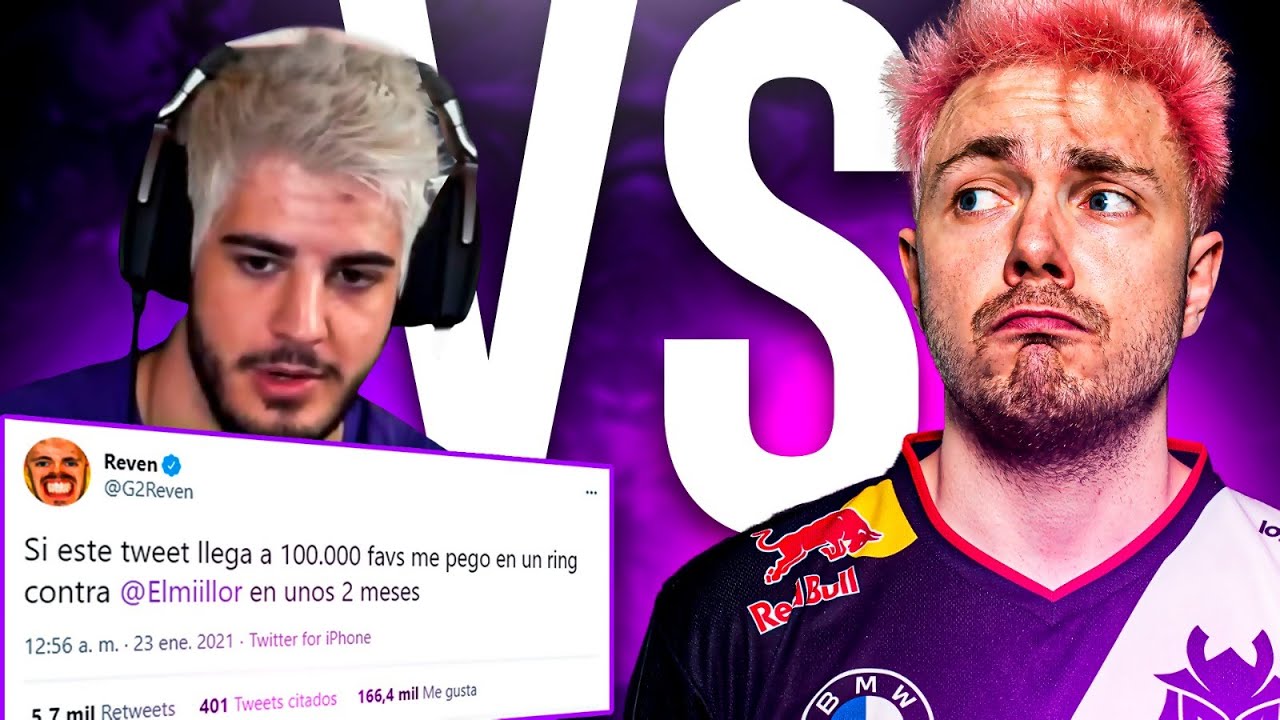 VS
Reven
@G2Reven
...
Si este tweet llega a 100.000 favs me pego en un ring
contra @Elmiillor en unos 2 meses
12:56 a. m. · 23 ene. 2021 · Twitter for iPhone
5,7 mil Retweets 401 Tweets citados 166,4 mil Me gusta
Red Bull
BMW